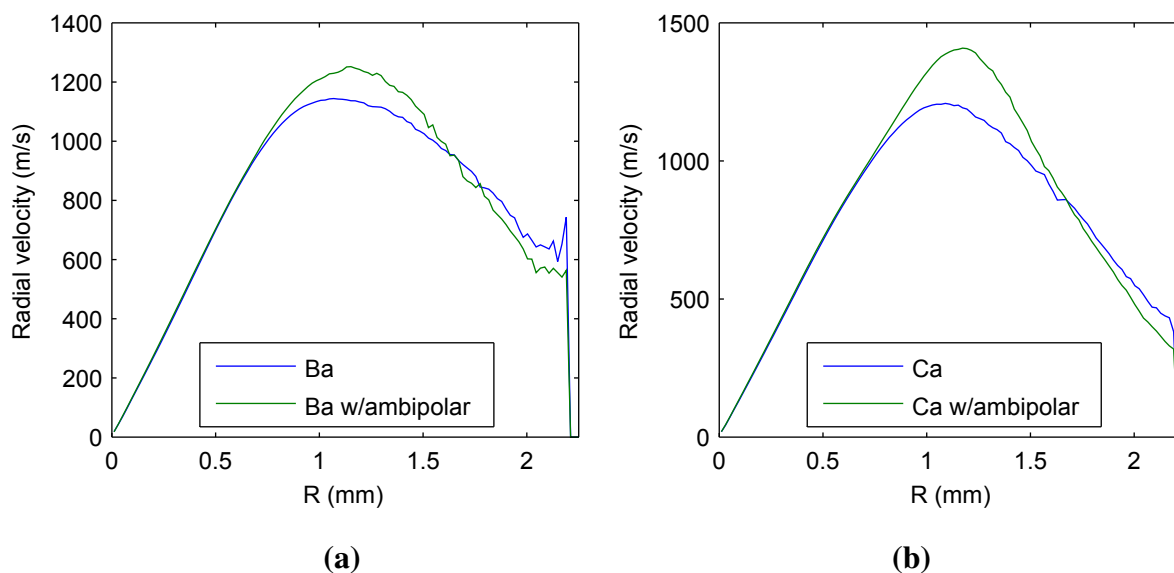 1400
1200
1000
800
600
400
200
0
Radial velocity (m/s)
Ba
Ba w/ambipolar
0 0.5 1 1.5 2
R (mm)
(a)
1500
1000
500
0
Radial velocity (m/s)
Ca
Ca w/ambipolar
0 0.5 1 1.5 2
R (mm)
(b)